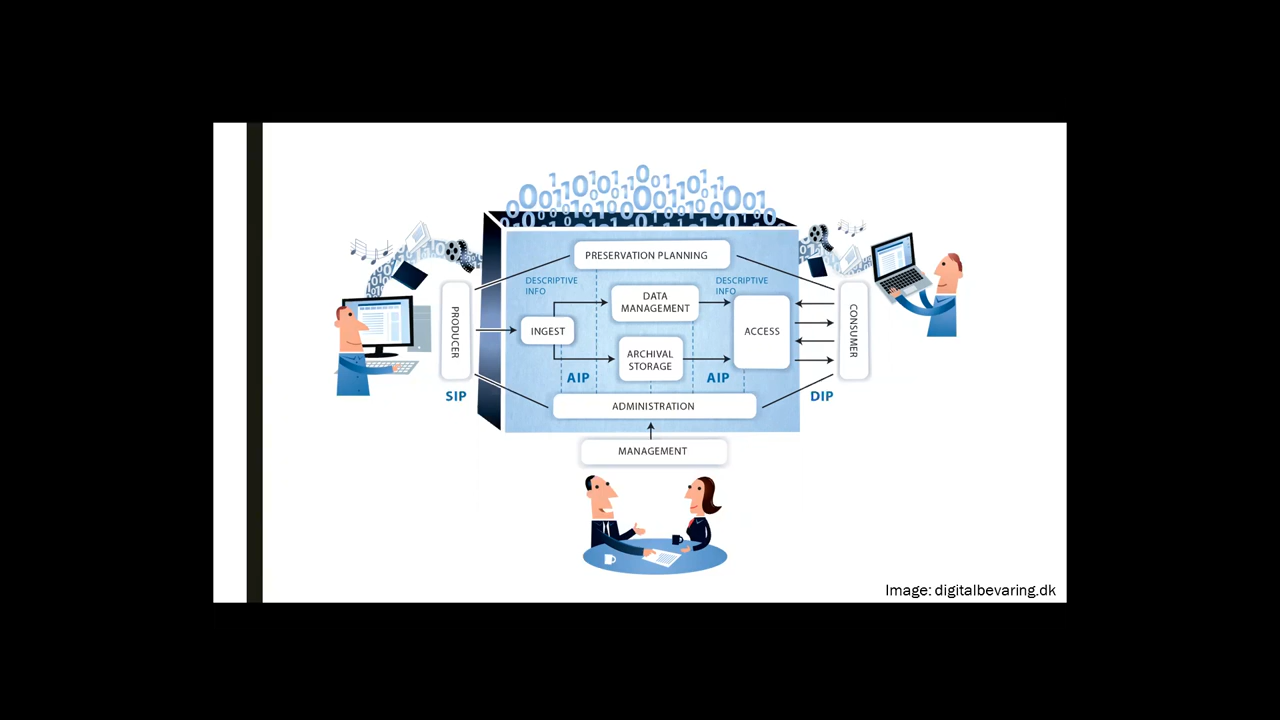 PRESERVATION PLANNING
DESCRIPTIVE
INFO
DESCRIPTIVE
INFO
DATA
MANAGEMENT
PRODUCER
INGEST
ACCESS
CONSUMER
ARCHIVAL
STORAGE
AIP
AIP
SIP
DIP
ADMINISTRATION
MANAGEMENT
Image: digitalbevaring.dk